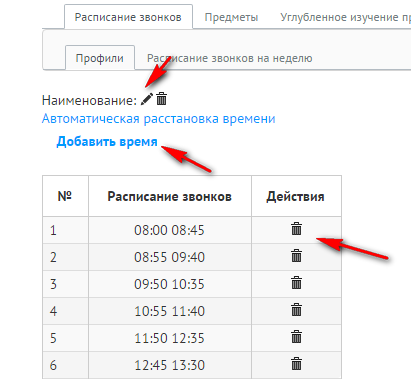 Расписание звонков Предметы Углубленное изучение пр
Профили Расписание звонков на неделю
Наименование:
Автоматическая расстановка времени
Добавить время
№ Расписание звонков Действия
1 08:00 08:45
2 08:55 09:40
3 09:50 10:35
4 10:55 11:40
5 11:50 12:35
6 12:45 13:30